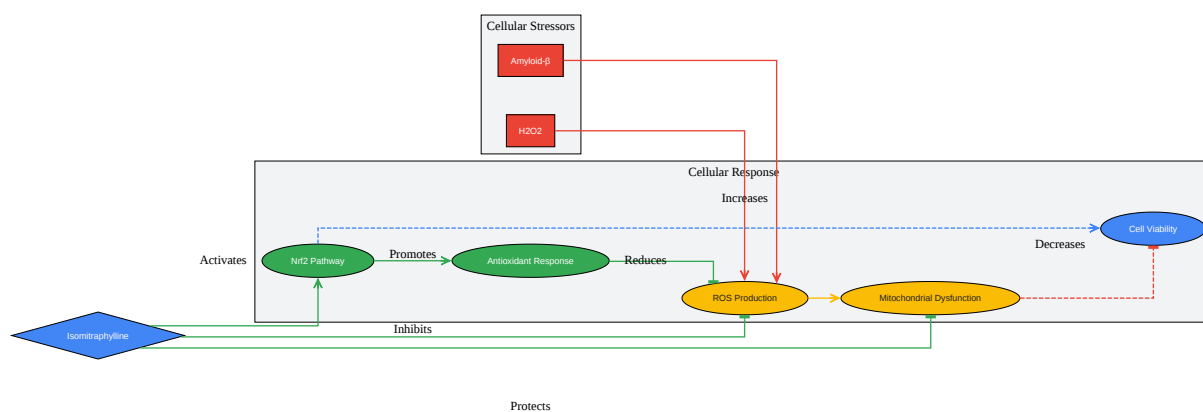 Cellular Stressors
Amyloid-β
H2O2
Cellular Response
Increases
Cell Viability
Decreases
Activates
Nrf2 Pathway
Promotes
Antioxidant Response
Reduces
ROS Production
Mitochondrial Dysfunction
Inhibits
Isomitraphylline
Protects